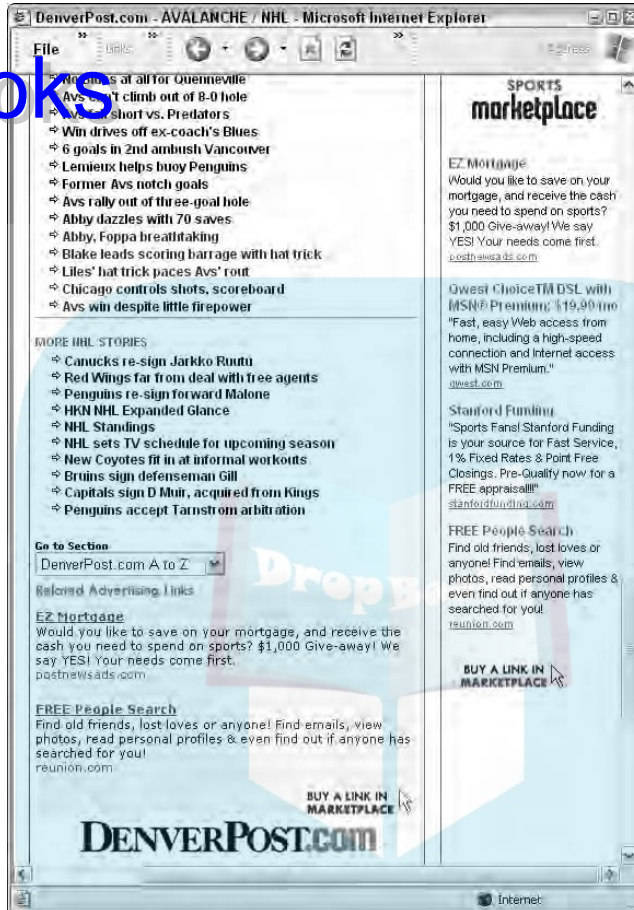 DenverPost.com - AVALANCHE / NHL - Microsoft Internet Explorer
File
Links
Address
oks
at all for Quenneville
Avs can't climb out of 8-0 hole
Avs fall short vs. Predators
Win drives off ex-coach's Blues
6 goals in 2nd ambush Vancouver
Lemieux helps buoy Penguins
Former Avs notch goals
Avs rally out of three-goal hole
Abby dazzles with 70 saves
Abby, Foppa breathtaking
Blake leads scoring barrage with hat trick
Liles' hat trick paces Avs' rout
Chicago controls shots, scoreboard
Avs win despite little firepower
MORE NHL STORIES
Canucks re-sign Jarkko Ruutu
Red Wings far from deal with free agents
Penguins re-sign forward Malone
HKN NHL Expanded Glance
NHL Standings
NHL sets TV schedule for upcoming season
New Coyotes fit in at informal workouts
Bruins sign defenseman Gill
Capitals sign D Muir, acquired from Kings
Penguins accept Tarnstrom arbitration
Go to Section
DenverPost.com A to Z
Related Advertising Links
EZ Mortgage
Would you like to save on your mortgage, and receive the
cash you need to spend on sports? $1,000 Give-away! We
say YES! Your needs come first.
postnewsads.com
FREE People Search
Find old friends, lost loves or anyone! Find emails, view
photos, read personal profiles & even find out if anyone has
searched for you!
reunion.com
BUY A LINK IN
MARKETPLACE
DENVERPOST.com
SPORTS
marketplace
EZ Mortgage
Would you like to save on your
mortgage, and receive the cash
you need to spend on sports?
$1,000 Give-away! We say
YES! Your needs come first.
postnewsads.com
Qwest ChoiceTM DSL with
MSN® Premium: $19.99/mo
"Fast, easy Web access from
home, including a high-speed
connection and Internet access
with MSN Premium."
qwest.com
Stanford Funding
"Sports Fans! Stanford Funding
is your source for Fast Service,
1% Fixed Rates & Point Free
Closings. Pre-Qualify now for a
FREE appraisal!!!"
stanfordfunding.com
FREE People Search
Find old friends, lost loves or
anyone! Find emails, view
photos, read personal profiles &
even find out if anyone has
searched for you!
reunion.com
BUY A LINK IN
MARKETPLACE
Drop
Internet